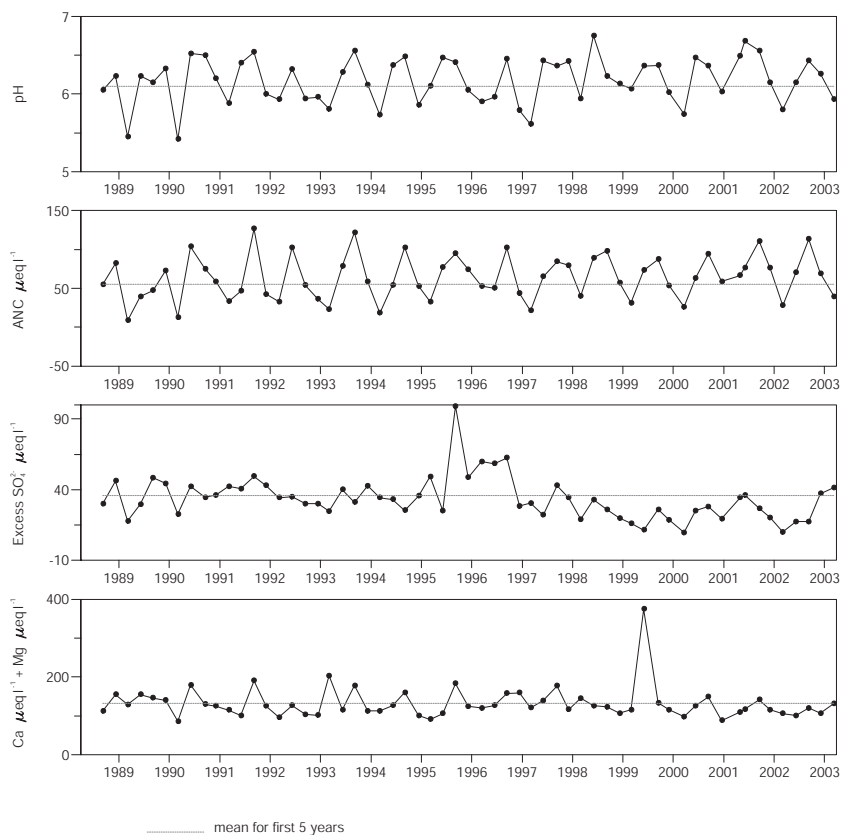 7
6
5
pH
1989 1990 1991 1992 1993 1994 1995 1996 1997 1998 1999 2000 2001 2002 2003
150
50
-50
ANC µeq l⁻¹
1989 1990 1991 1992 1993 1994 1995 1996 1997 1998 1999 2000 2001 2002 2003
90
40
-10
Excess SO₄²⁻ µeq l⁻¹
1989 1990 1991 1992 1993 1994 1995 1996 1997 1998 1999 2000 2001 2002 2003
400
200
0
Ca µeq l⁻¹ + Mg µeq l⁻¹
1989 1990 1991 1992 1993 1994 1995 1996 1997 1998 1999 2000 2001 2002 2003
mean for first 5 years